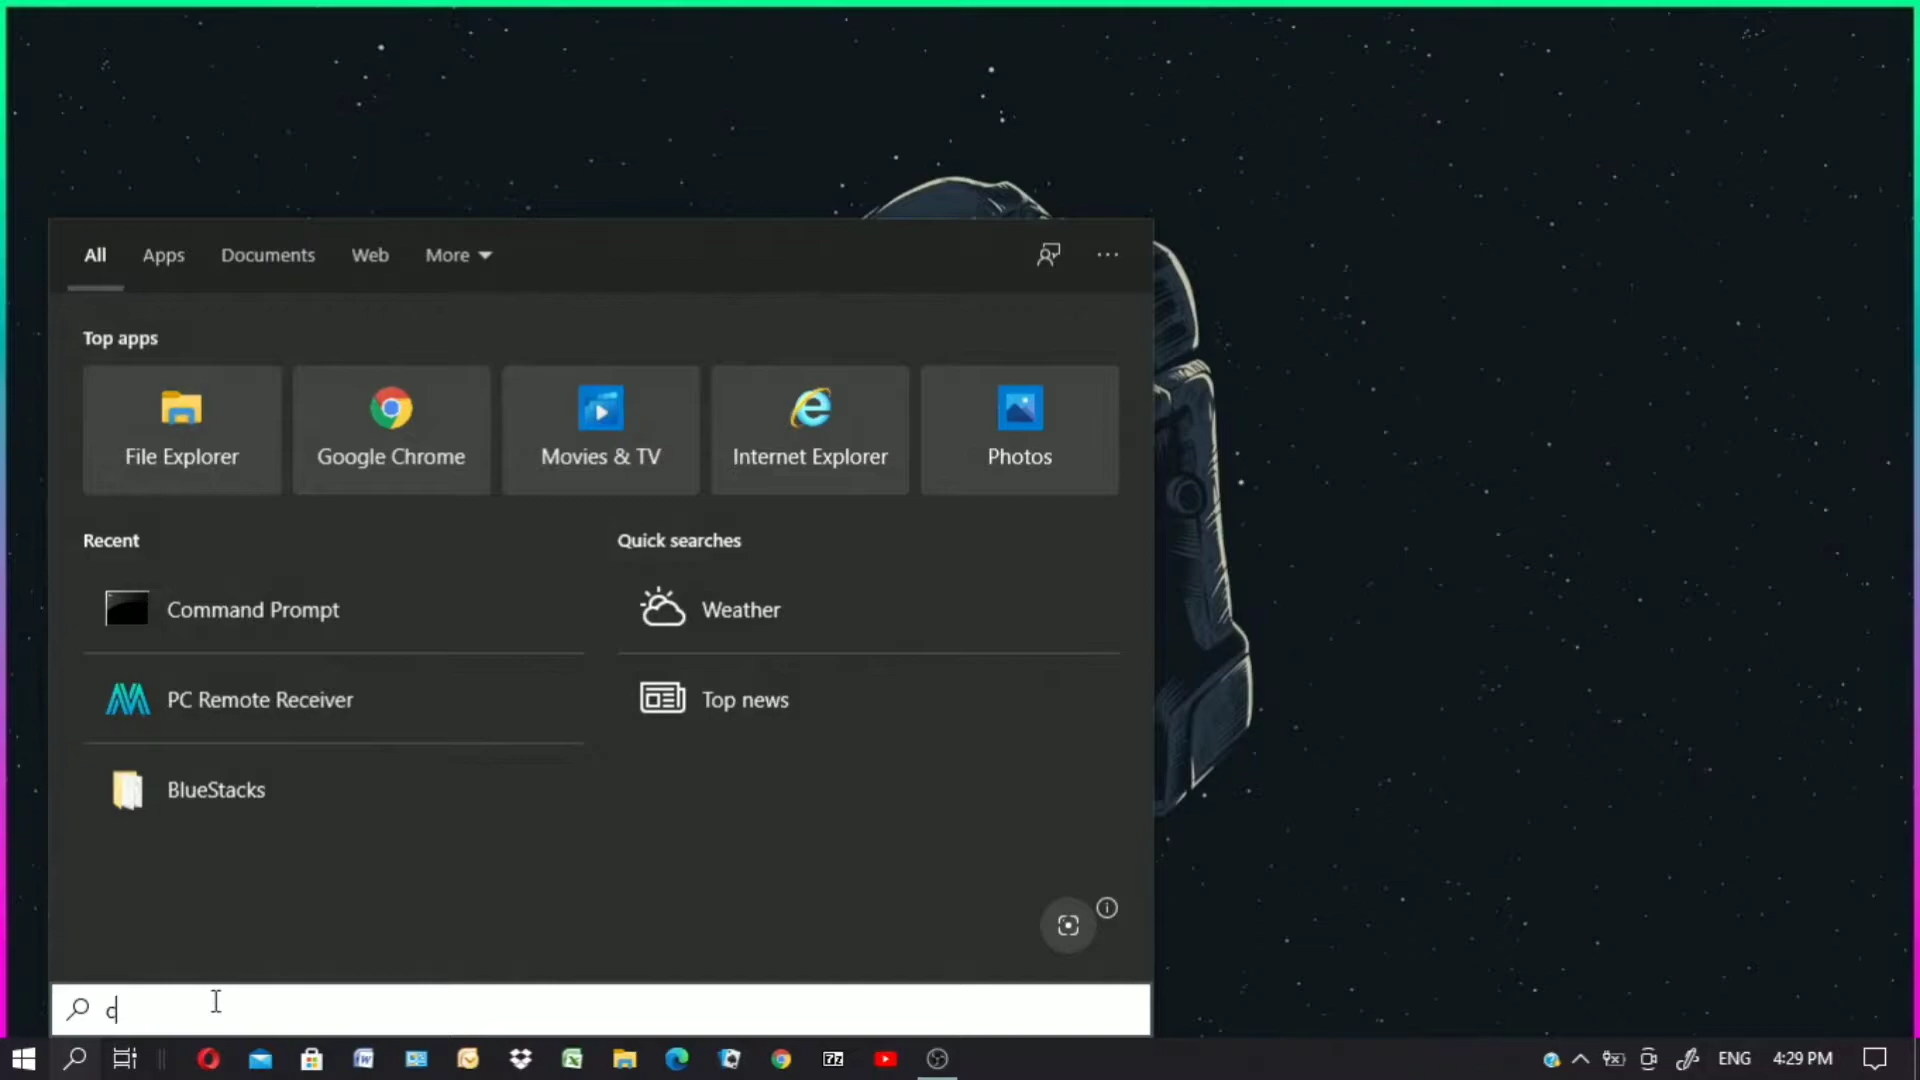 All Apps Documents Web More
Top apps
File Explorer Google Chrome Movies & TV Internet Explorer Photos
Recent Quick searches
Command Prompt Weather
PC Remote Receiver Top news
BlueStacks
c
7z ENG 4:29 PM